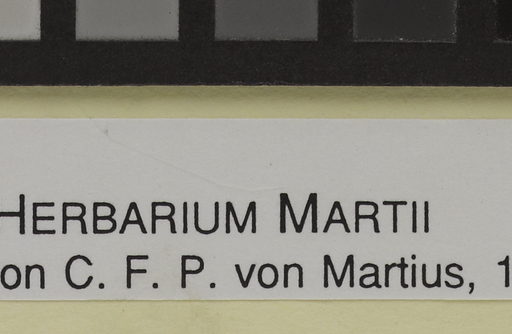 HERBARIUM MARTII
on C. F. P. von Martius, 1